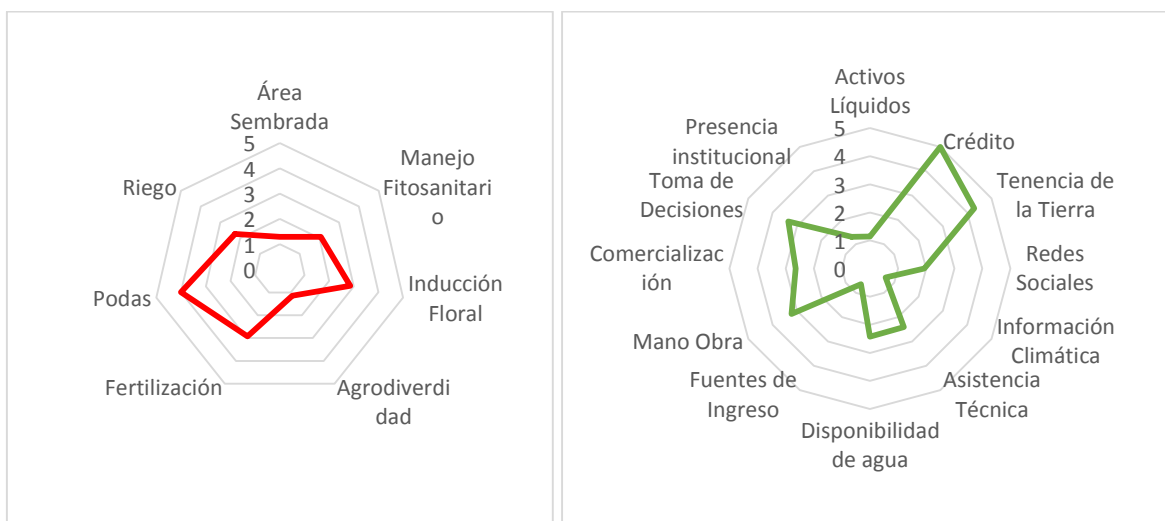 Área
Sembrada
Manejo
Fitosanitari
o
Inducción
Floral
Agrodiverdi
dad
Fertilización
Podas
Riego
5
4
3
2
1
0
Activos
Líquidos
Crédito
Tenencia de
la Tierra
Redes
Sociales
Información
Climática
Asistencia
Técnica
Disponibilidad
de agua
Fuentes de
Ingreso
Mano Obra
Comercializac
ión
Toma de
Decisiones
Presencia
institucional
5
4
3
2
1
0